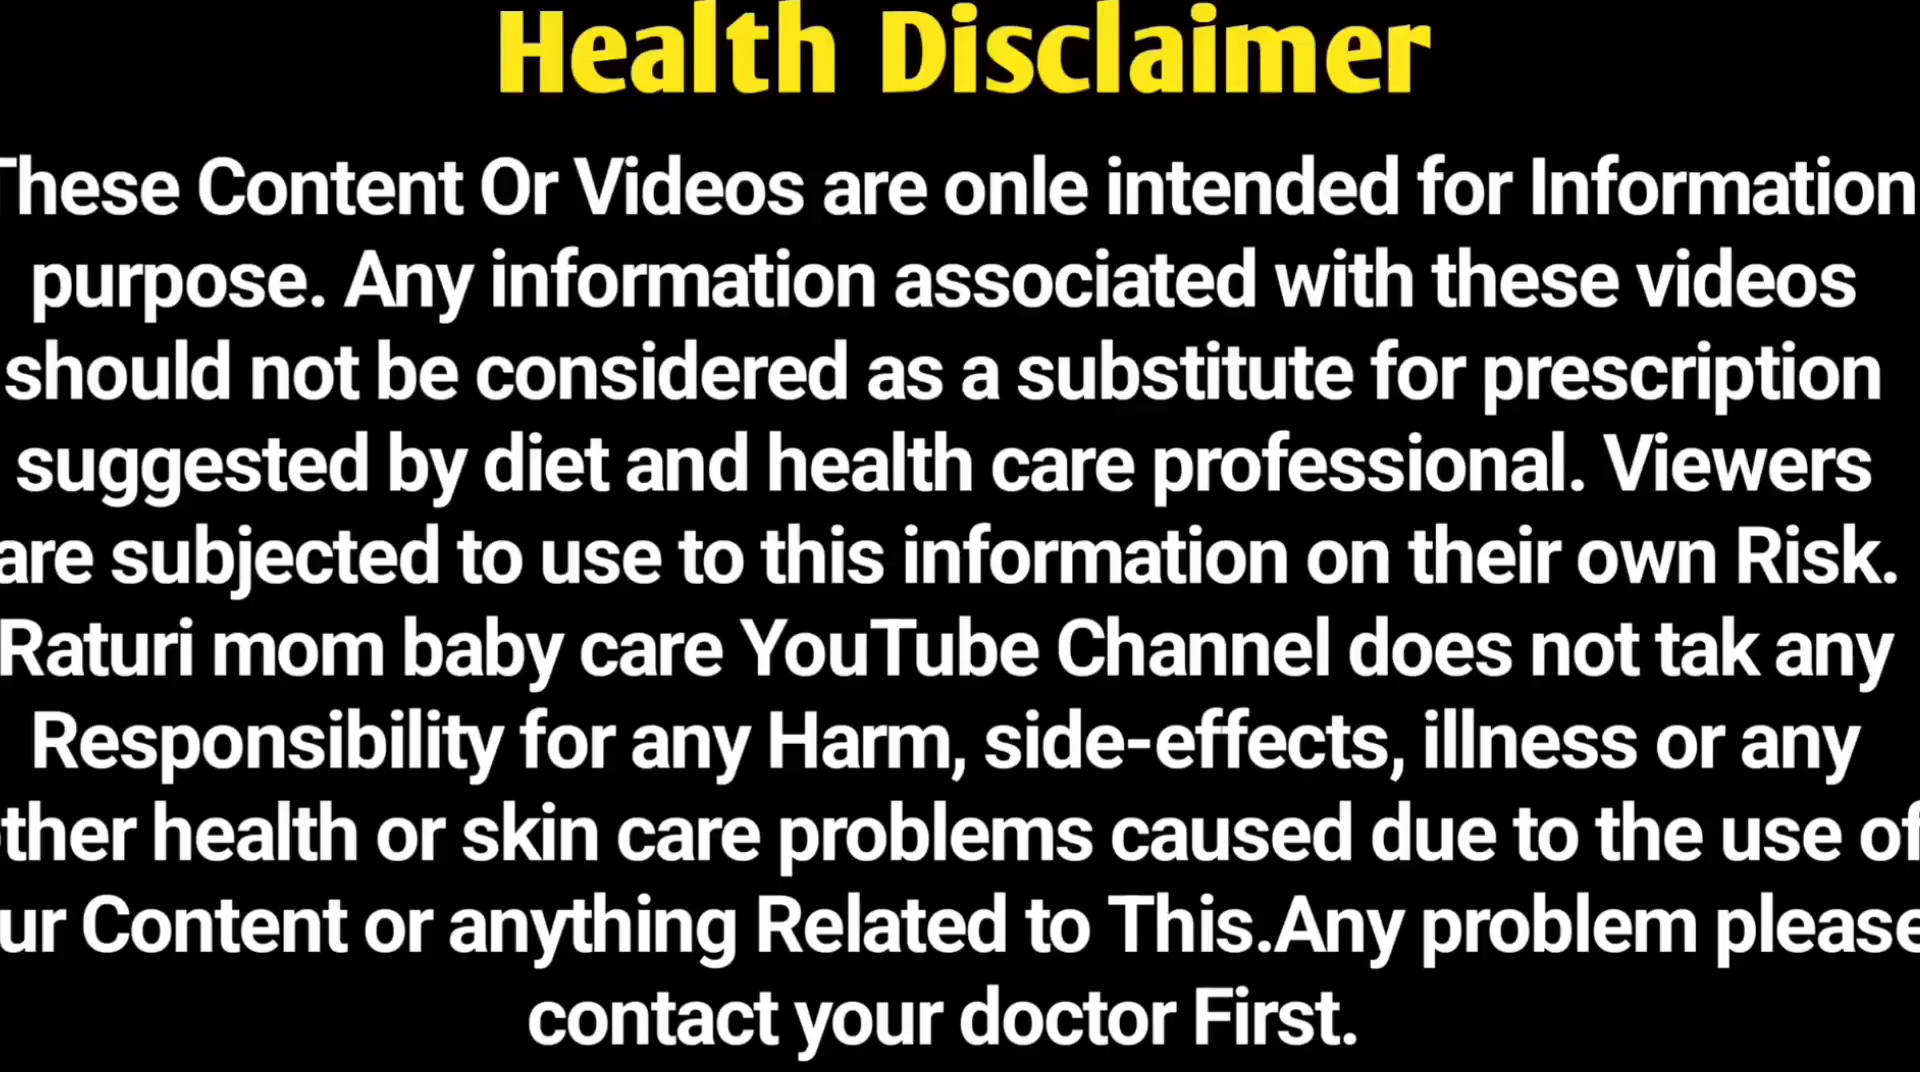 Health Disclaimer
These Content Or Videos are onle intended for Information
purpose. Any information associated with these videos
should not be considered as a substitute for prescription
suggested by diet and health care professional. Viewers
are subjected to use to this information on their own Risk.
Raturi mom baby care YouTube Channel does not tak any
Responsibility for any Harm, side-effects, illness or any
other health or skin care problems caused due to the use of
ur Content or anything Related to This.Any problem please
contact your doctor First.